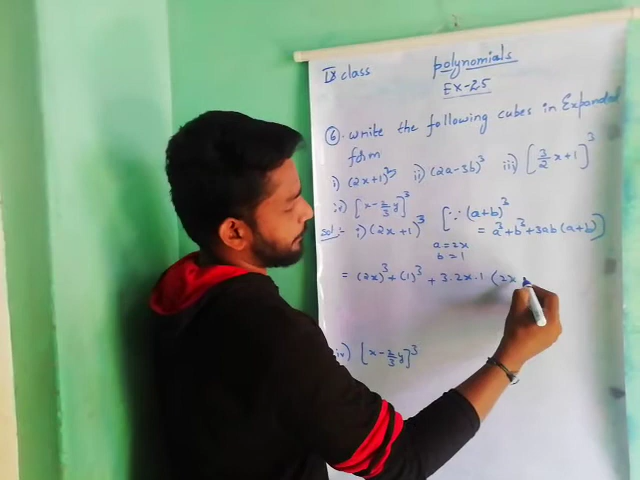 IX class
polynomials
EX-2.5
⑥. Write the following cubes in Expanded
form
i) (2x+1)³ ii) (2a-3b)³ iii) [3/2 x+1]³
iv) [x-2/3 y]³
Sol:- i) (2x+1)³ [∵ (a+b)³
= a³+b³+3ab(a+b)]
a=2x
b=1
= (2x)³+(1)³ + 3.2x.1 (2x
iv) [x-2/3 y]³